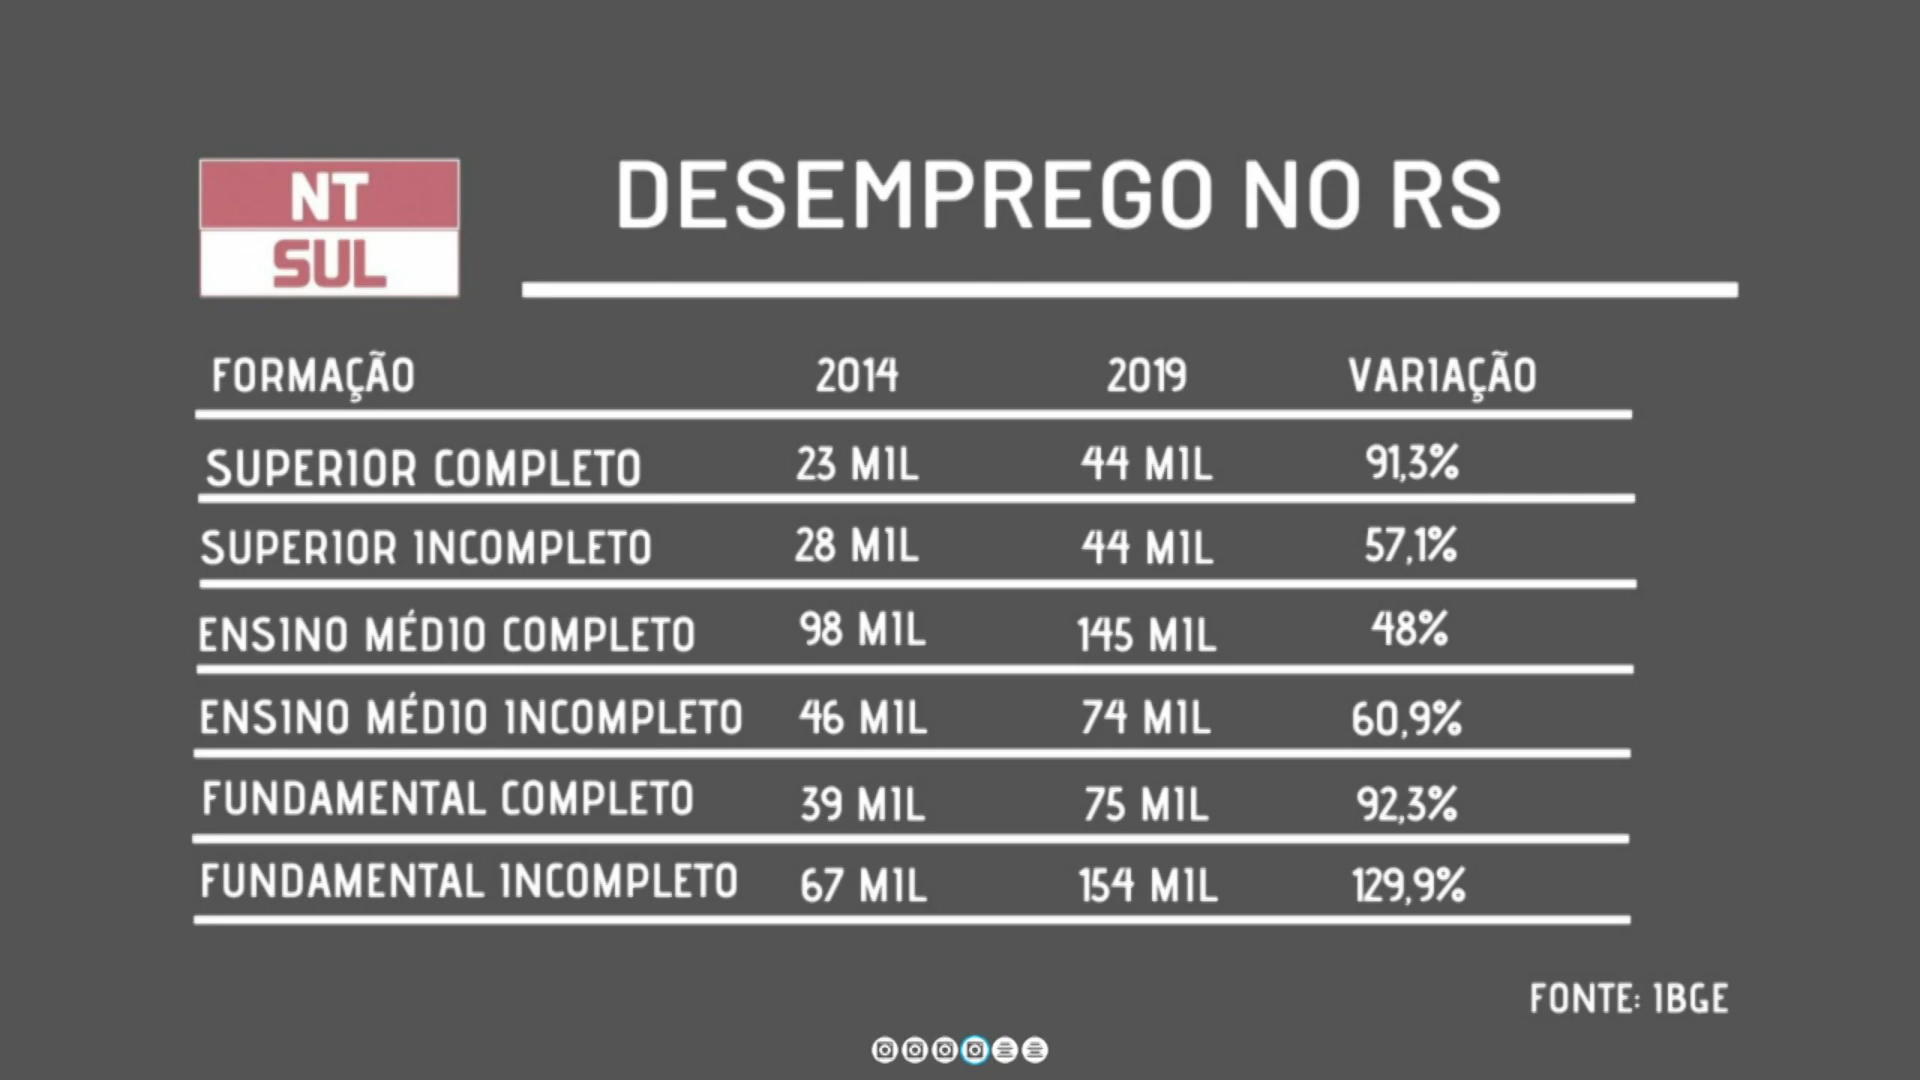 NT
SUL
DESEMPREGO NO RS
FORMAÇÃO 2014 2019 VARIAÇÃO
SUPERIOR COMPLETO 23 MIL 44 MIL 91,3%
SUPERIOR INCOMPLETO 28 MIL 44 MIL 57,1%
ENSINO MÉDIO COMPLETO 98 MIL 145 MIL 48%
ENSINO MÉDIO INCOMPLETO 46 MIL 74 MIL 60,9%
FUNDAMENTAL COMPLETO 39 MIL 75 MIL 92,3%
FUNDAMENTAL INCOMPLETO 67 MIL 154 MIL 129,9%
FONTE: IBGE